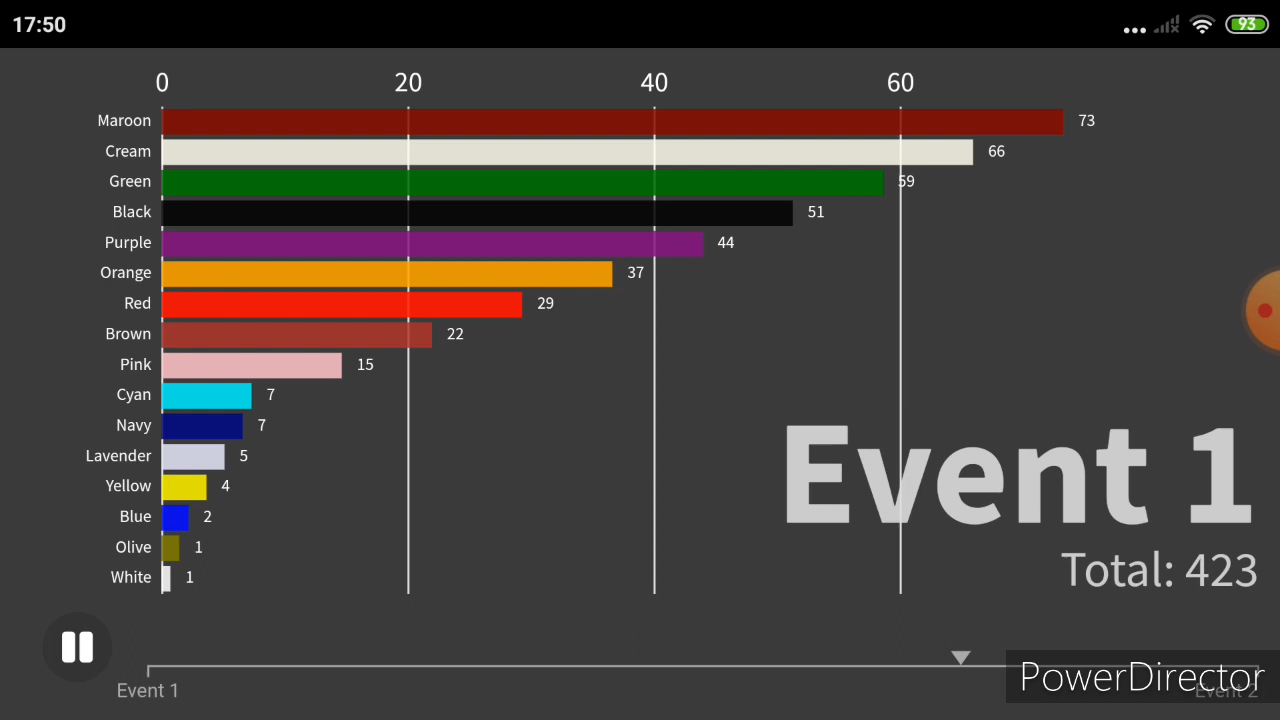 17:50
93
0 20 40 60
Maroon 73
Cream 66
Green 59
Black 51
Purple 44
Orange 37
Red 29
Brown 22
Pink 15
Cyan 7
Navy 7
Lavender 5
Yellow 4
Blue 2
Olive 1
White 1
Event 1
Total: 423
PowerDirector
Event 1 Event 2